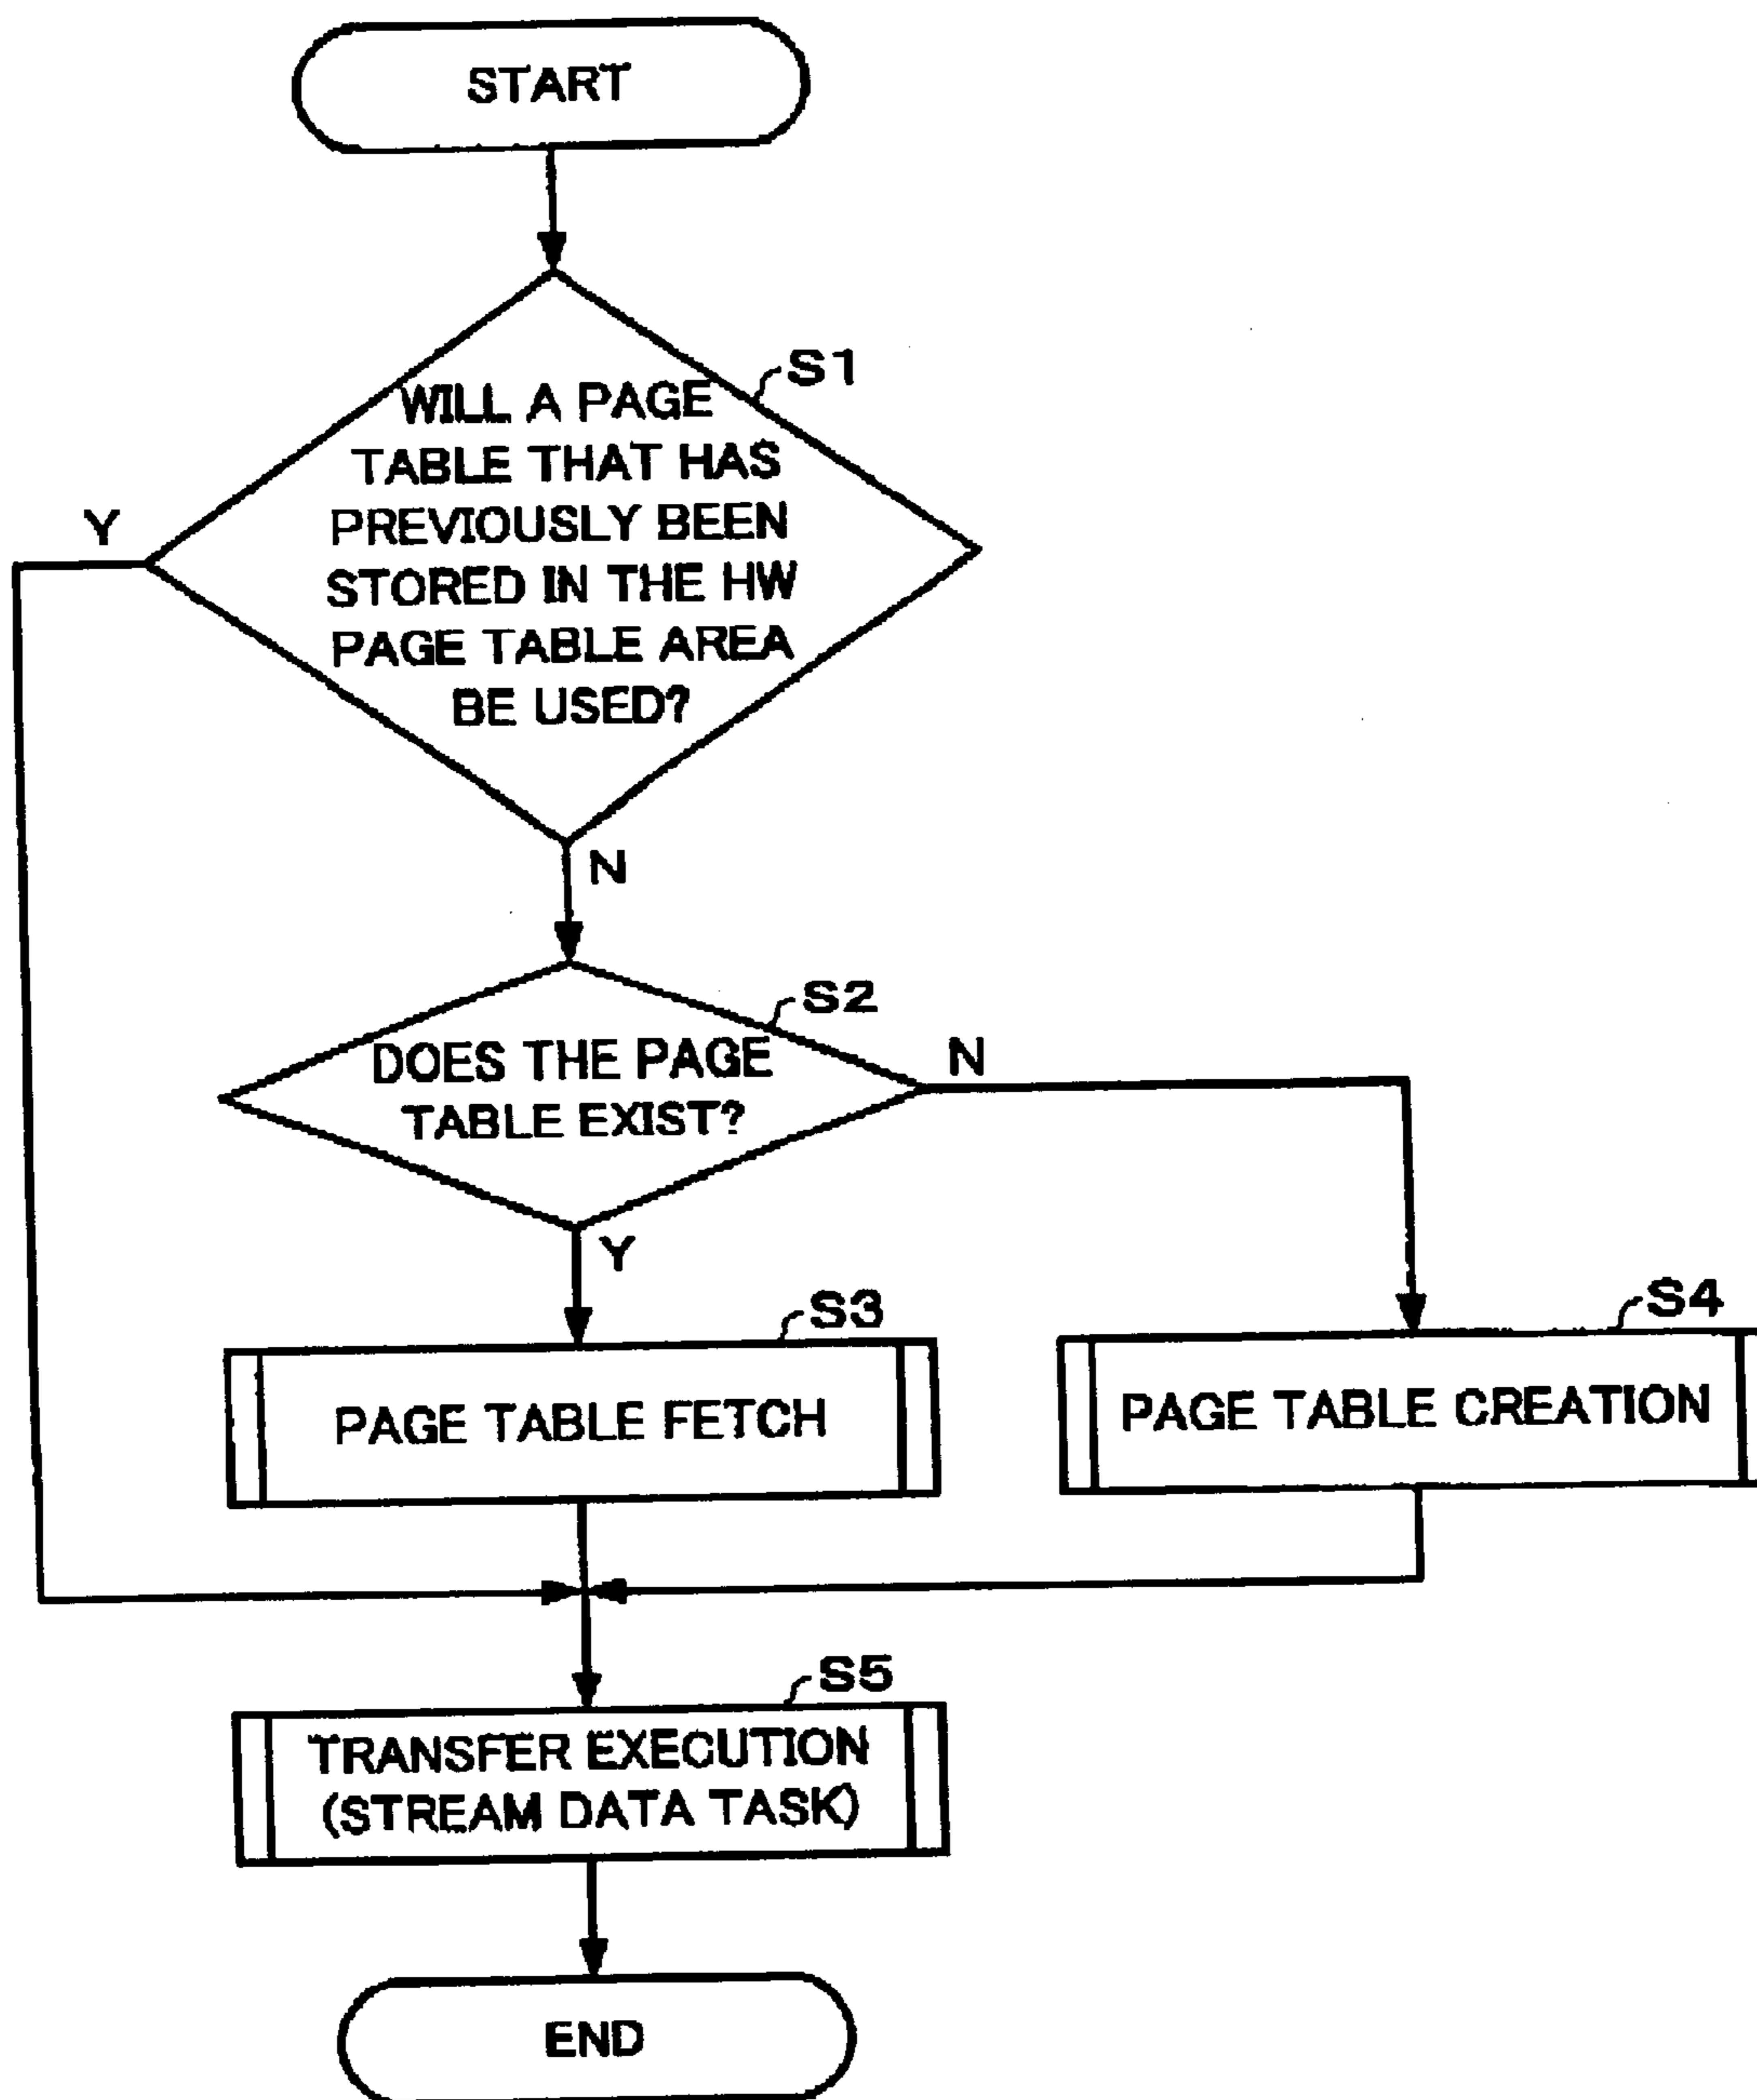 START
S1
WILL A PAGE
TABLE THAT HAS
PREVIOUSLY BEEN
STORED IN THE HW
PAGE TABLE AREA
BE USED?
Y
N
S2
DOES THE PAGE
TABLE EXIST?
N
Y
S3
PAGE TABLE FETCH
S4
PAGE TABLE CREATION
S5
TRANSFER EXECUTION
(STREAM DATA TASK)
END